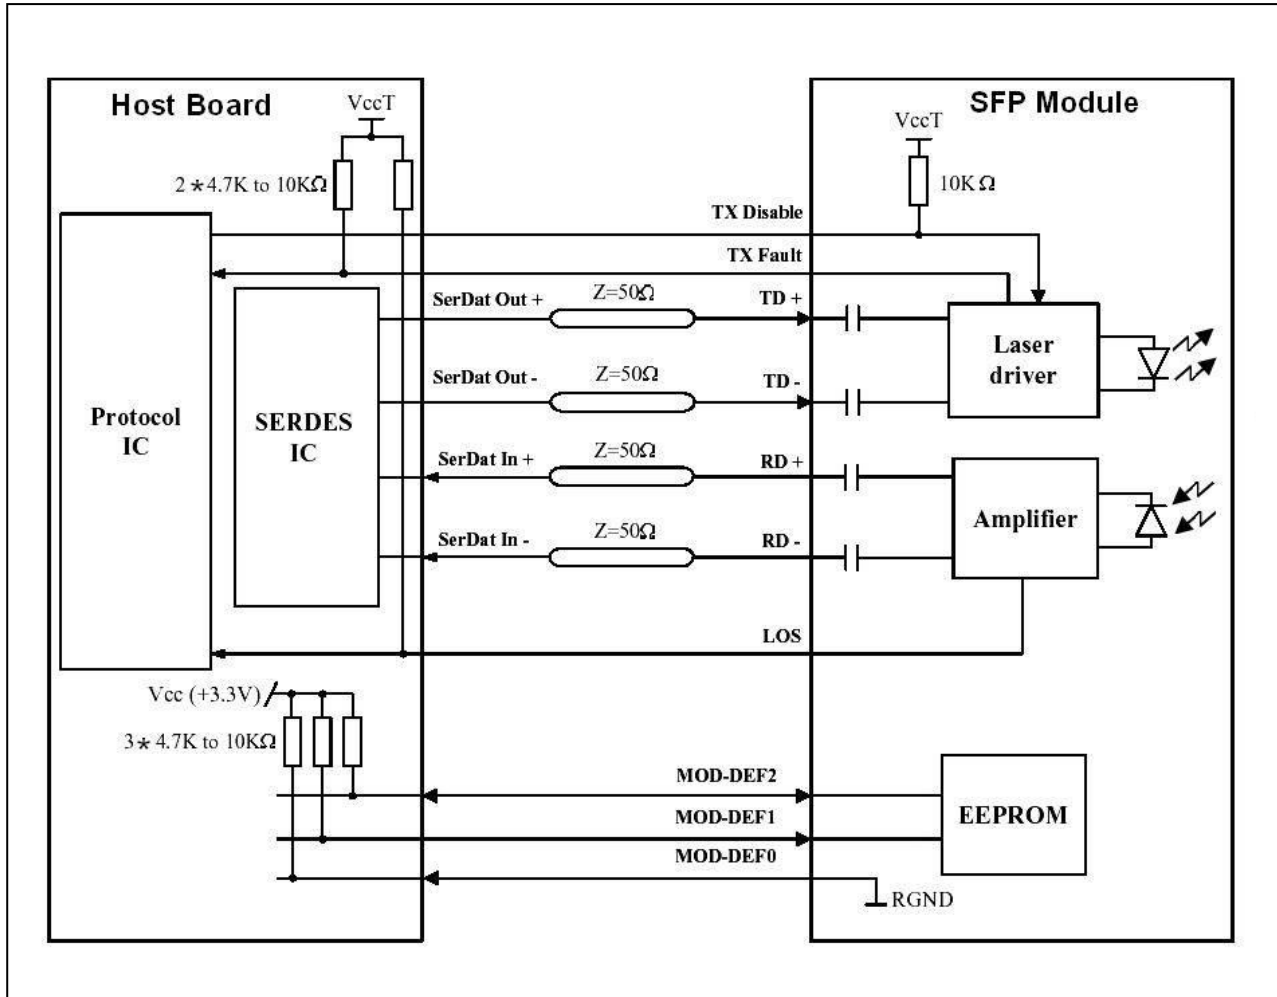 Host Board
SFP Module
VccT
VccT
2*4.7K to 10KΩ
10KΩ
TX Disable
TX Fault
SerDat Out +
Z=50Ω
TD +
Laser
driver
SerDat Out -
Z=50Ω
TD -
Protocol
IC
SERDES
IC
SerDat In +
Z=50Ω
RD +
Amplifier
SerDat In -
Z=50Ω
RD -
LOS
Vcc (+3.3V)
3*4.7K to 10KΩ
MOD-DEF2
MOD-DEF1
EEPROM
MOD-DEF0
RGND